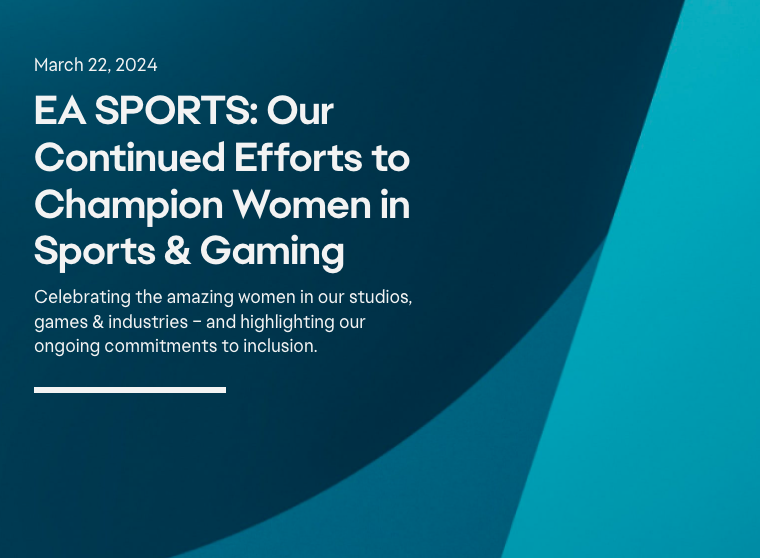 March 22, 2024
EA SPORTS: Our
Continued Efforts to
Champion Women in
Sports & Gaming
Celebrating the amazing women in our studios,
games & industries – and highlighting our
ongoing commitments to inclusion.